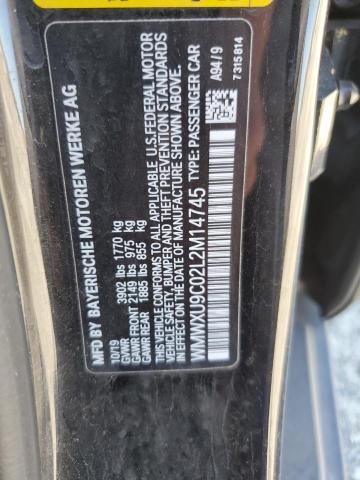 MFD BY BAYERISCHE MOTOREN WERKE AG
10/19
GVWR 3902 lbs 1770 kg
GAWR FRONT 2149 lbs 975 kg
GAWR REAR 1885 lbs 855 kg
THIS VEHICLE CONFORMS TO ALL APPLICABLE U.S.FEDERAL MOTOR
VEHICLE SAFETY, BUMPER AND THEFT PREVENTION STANDARDS
IN EFFECT ON THE DATE OF MANUFACTURE SHOWN ABOVE.
WMWXU9C02L2M14745 TYPE: PASSENGER CAR
A94 / 9
7315814